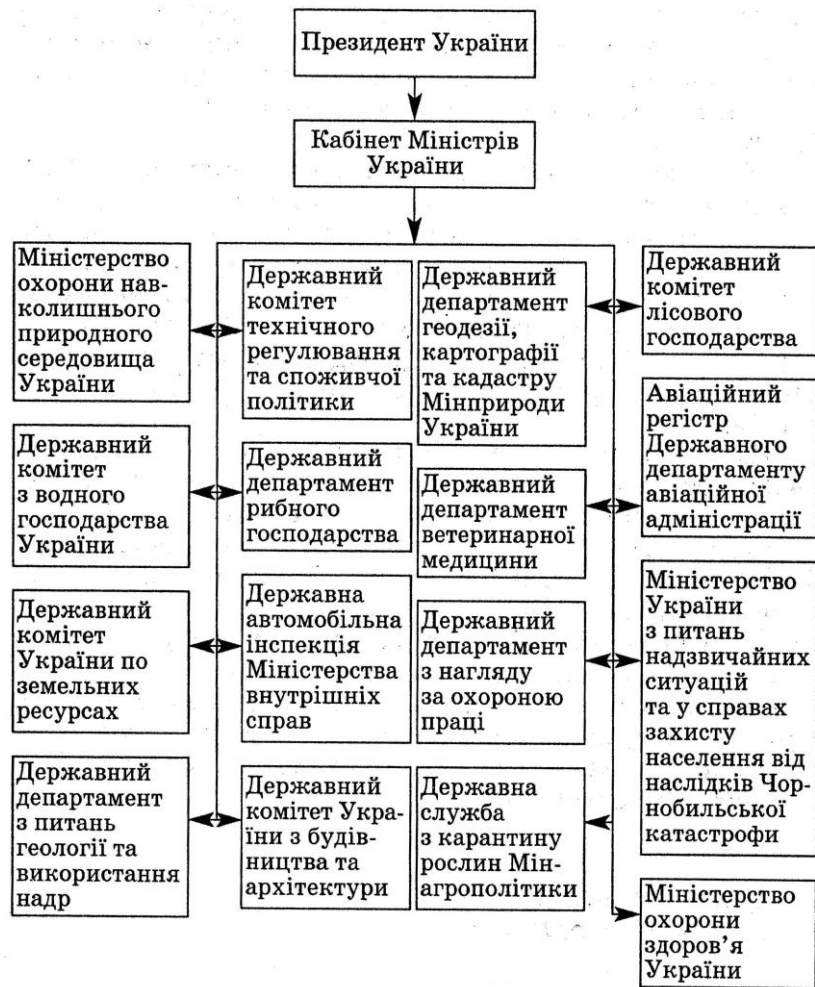 Президент України
Кабінет Міністрів
України
Міністерство
охорони нав-
колишнього
природного
середовища
України
Державний
комітет
технічного
регулювання
та споживчої
політики
Державний
департамент
геодезії,
картографії
та кадастру
Мінприроди
України
Державний
комітет
лісового
господарства
Державний
комітет
з водного
господарства
України
Державний
департамент
рибного
господарства
Державний
департамент
ветеринарної
медицини
Авіаційний
регістр
Державного
департаменту
авіаційної
адміністрації
Державний
комітет
України по
земельних
ресурсах
Державна
автомобільна
інспекція
Міністерства
внутрішніх
справ
Державний
департамент
з нагляду
за охороною
праці
Міністерство
України
з питань
надзвичайних
ситуацій
та у справах
захисту
населення від
наслідків Чор-
нобильської
катастрофи
Державний
департамент
з питань
геології та
використання
надр
Державний
комітет Укра-
їни з будів-
ництва та
архітектури
Державна
служба
з карантину
рослин Мін-
агрополітики
Міністерство
охорони
здоров’я
України